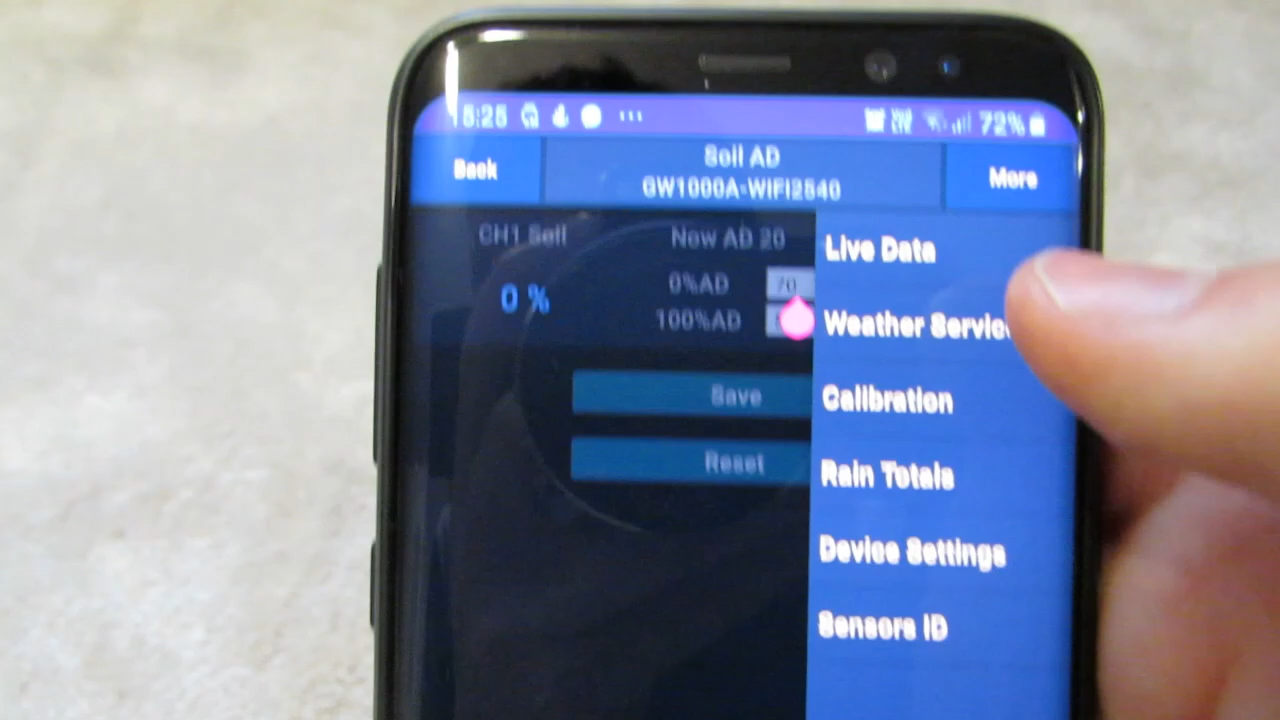 15:25 72%
Back
Soil AD
GW1000A-WIFI2540
More
CH1 Soil
Now AD 20
0 %
0%AD 70
100%AD
Save
Reset
Live Data
Weather
Calibration
Rain Totals
Device Settings
Sensors ID